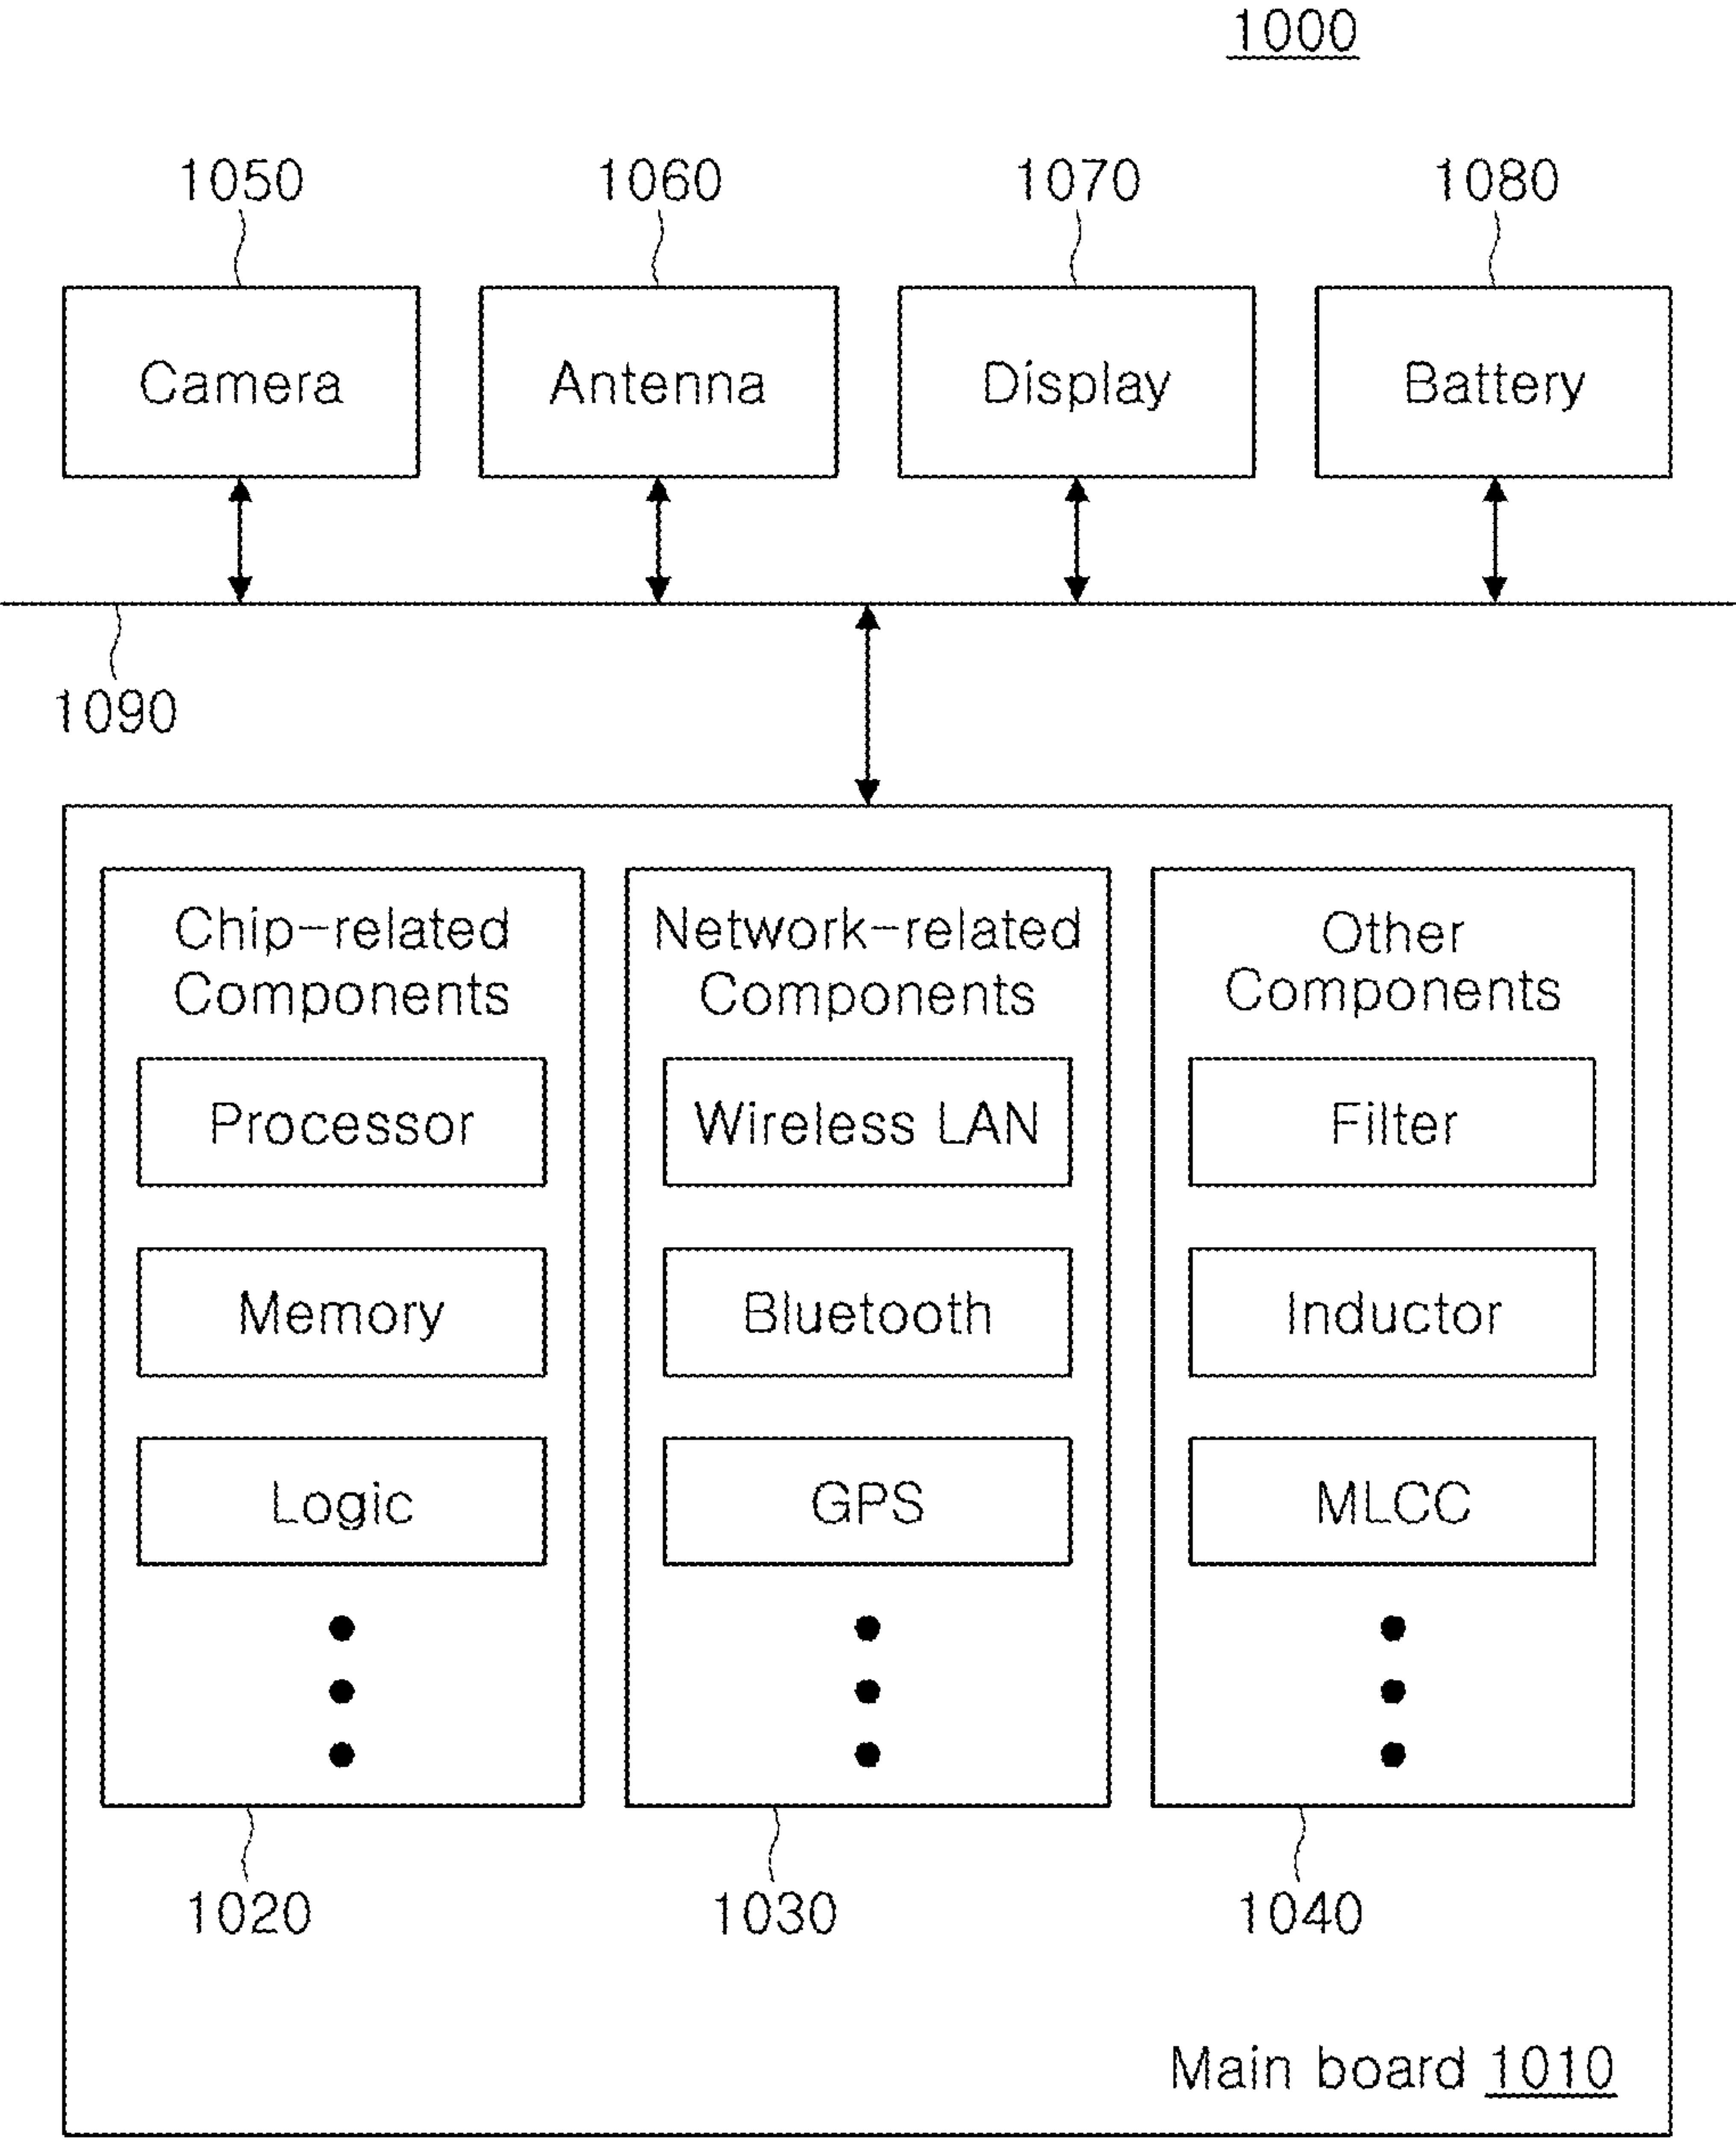 1000
1050 1060 1070 1080
Camera Antenna Display Battery
1090
Chip-related Network-related Other
Components Components Components
Processor Wireless LAN Filter
Memory Bluetooth Inductor
Logic GPS MLCC
1020 1030 1040
Main board 1010